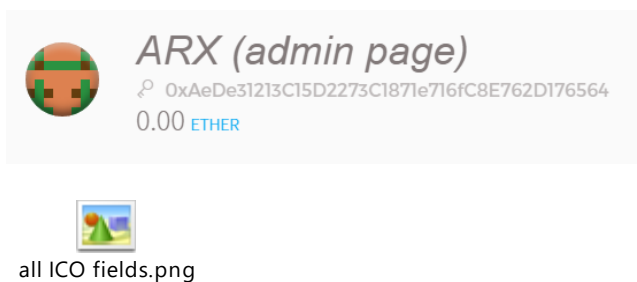 ARX (admin page)
0xAeDe31213C15D2273C1871e716fC8E762D176564
0.00 ETHER
all ICO fields.png